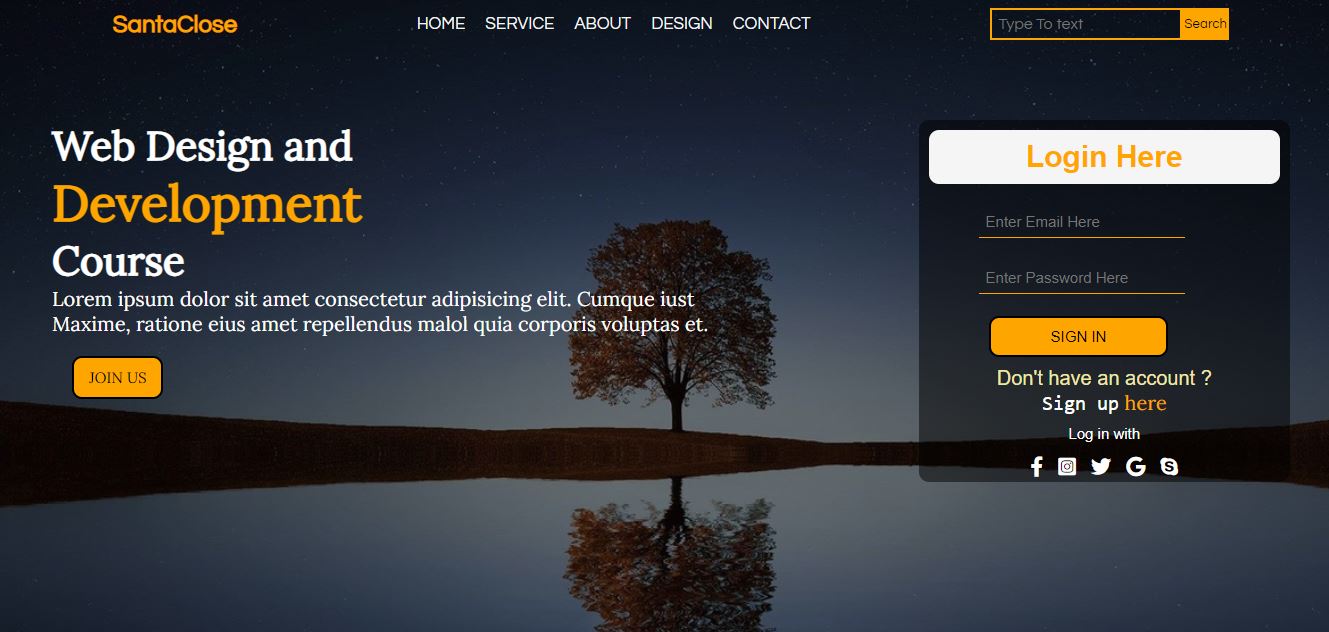 SantaClose
HOME SERVICE ABOUT DESIGN CONTACT
Type To text Search
Web Design and
Development
Course
Lorem ipsum dolor sit amet consectetur adipisicing elit. Cumque iust
Maxime, ratione eius amet repellendus malol quia corporis voluptas et.
JOIN US
Login Here
Enter Email Here
Enter Password Here
SIGN IN
Don't have an account ?
Sign up here
Log in with